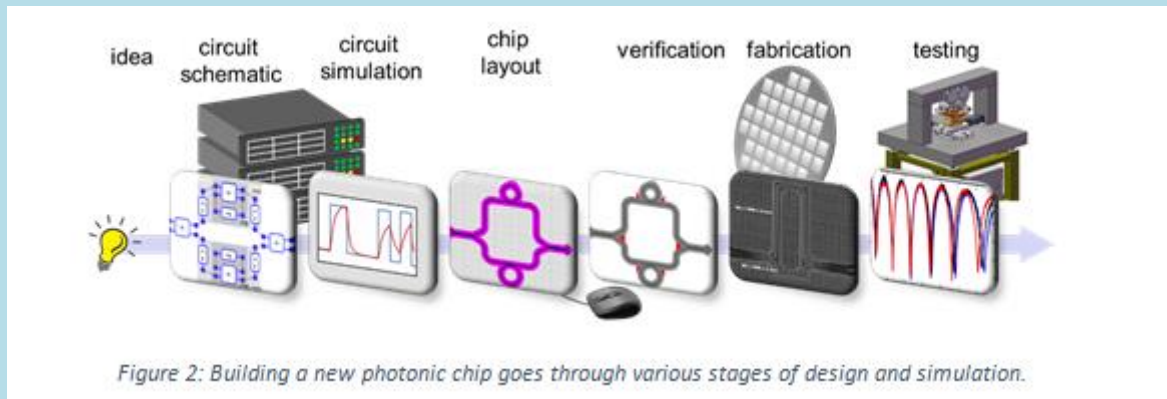 idea
circuit
schematic
circuit
simulation
chip
layout
verification
fabrication
testing
Figure 2: Building a new photonic chip goes through various stages of design and simulation.